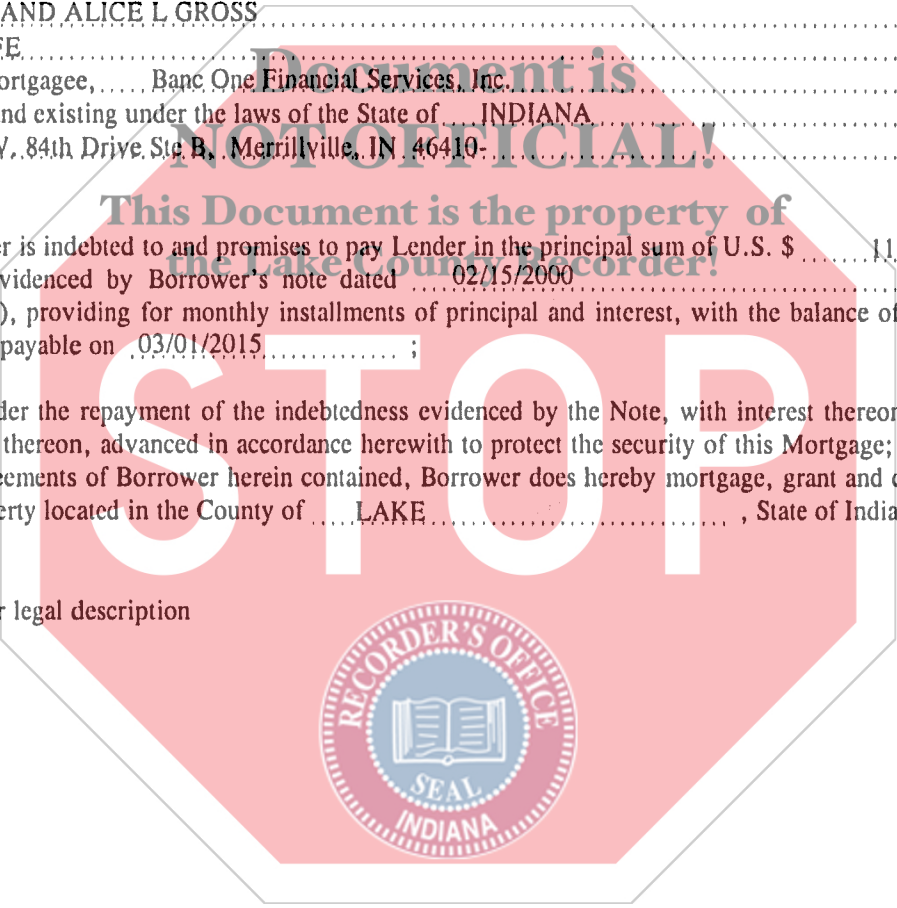 AND ALICE L GROSS
FE
ortgagee, Banc One Financial Services, Inc.
nd existing under the laws of the State of INDIANA
V. 84th Drive Ste B, Merrillville, IN 46410-
er is indebted to and promises to pay Lender in the principal sum of U.S. $ 11
videnced by Borrower's note dated 02/15/2000
), providing for monthly installments of principal and interest, with the balance of
payable on 03/01/2015 ;
der the repayment of the indebtedness evidenced by the Note, with interest thereon
thereon, advanced in accordance herewith to protect the security of this Mortgage;
eements of Borrower herein contained, Borrower does hereby mortgage, grant and c
erty located in the County of LAKE , State of India
r legal description
Document is
NOT OFFICIAL!
This Document is the property of
the Lake County Recorder!
STOP
RECORDER'S OFFICE
SEAL
INDIANA